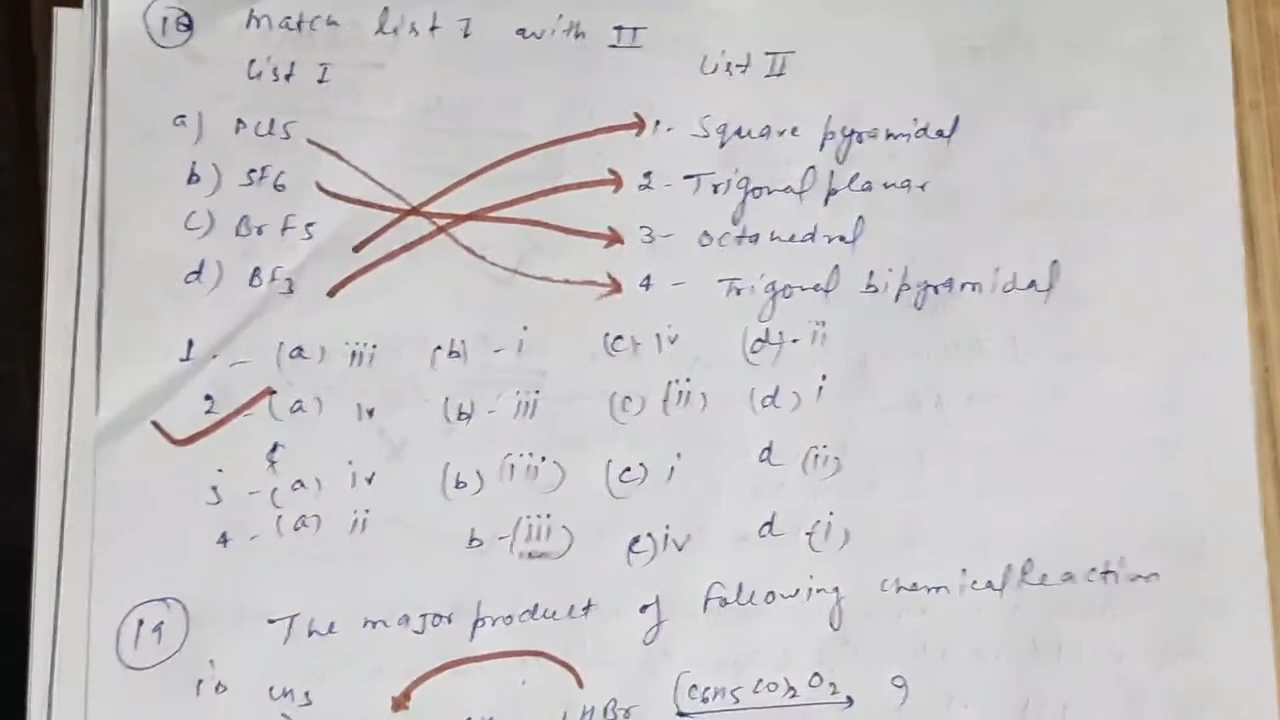 18 Match list I with II
List I List II
a) PCl5 1- Square pyramidal
b) SF6 2- Trigonal planar
c) BrF5 3- octahedral
d) BF3 4- Trigonal bipyramidal
1.- (a) iii (b)-i (c) iv (d)-ii
2-(a) iv (b)-iii (c) (ii) (d) i
3-(a) iv (b) (iii) (c) i d (ii)
4-(a) ii b-(iii) (c) iv d (i)
19 The major product of following chemical Reaction
is CH3 HBr (C6H5CO)2O2 ?